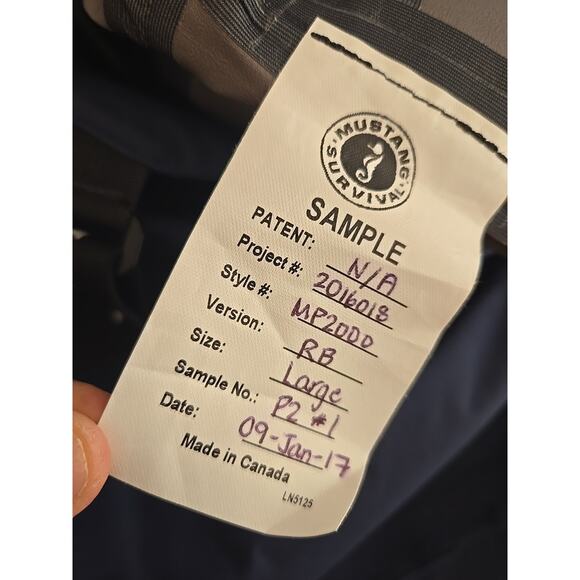 MUSTANG
SURVIVAL
SAMPLE
PATENT: N/A
Project #: 2016018
Style #: MP200D
Version: RB
Size: Large
Sample No.: P2 #1
Date: 09-Jan-17
Made in Canada
LN5125